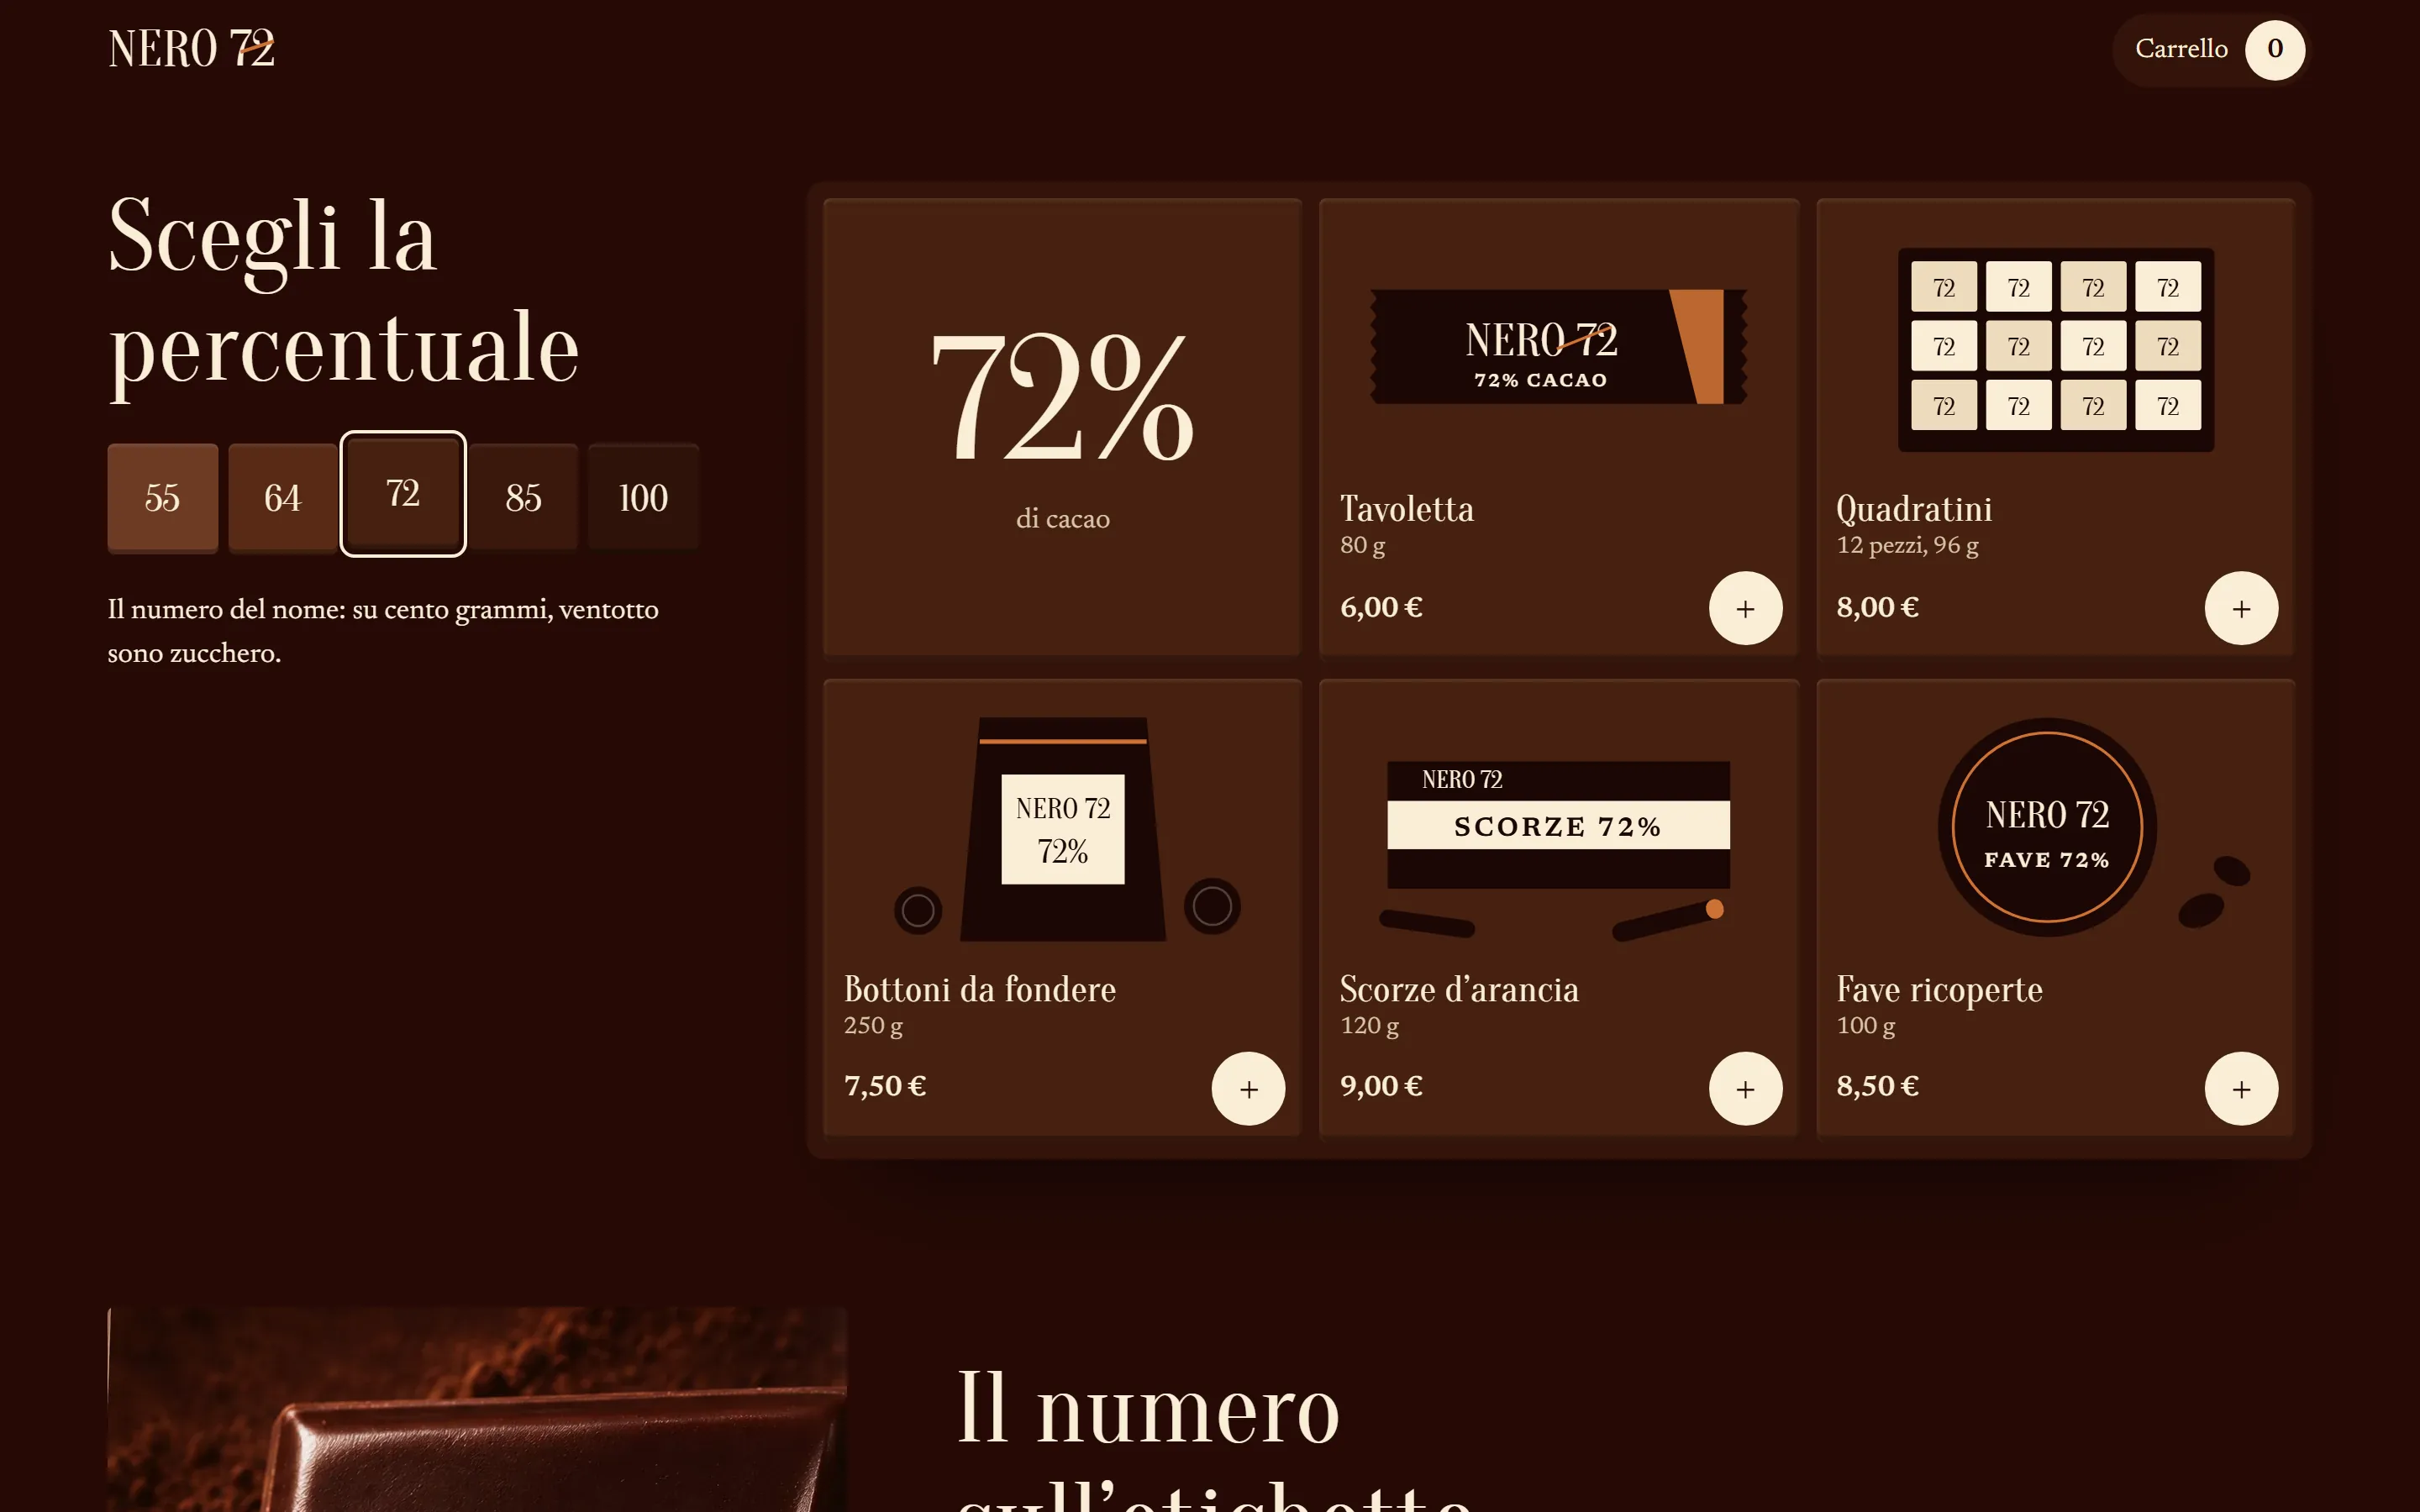 NERO 72
Carrello 0
Scegli la
percentuale
55 64 72 85 100
Il numero del nome: su cento grammi, ventotto
sono zucchero.
72%
di cacao
NERO 72
72% CACAO
Tavoletta
80 g
6,00 €
+
72 72 72 72
72 72 72 72
72 72 72 72
Quadratini
12 pezzi, 96 g
8,00 €
+
NERO 72
72%
Bottoni da fondere
250 g
7,50 €
+
NERO 72
SCORZE 72%
Scorze d’arancia
120 g
9,00 €
+
NERO 72
FAVE 72%
Fave ricoperte
100 g
8,50 €
+
Il numero
sull’etichetta